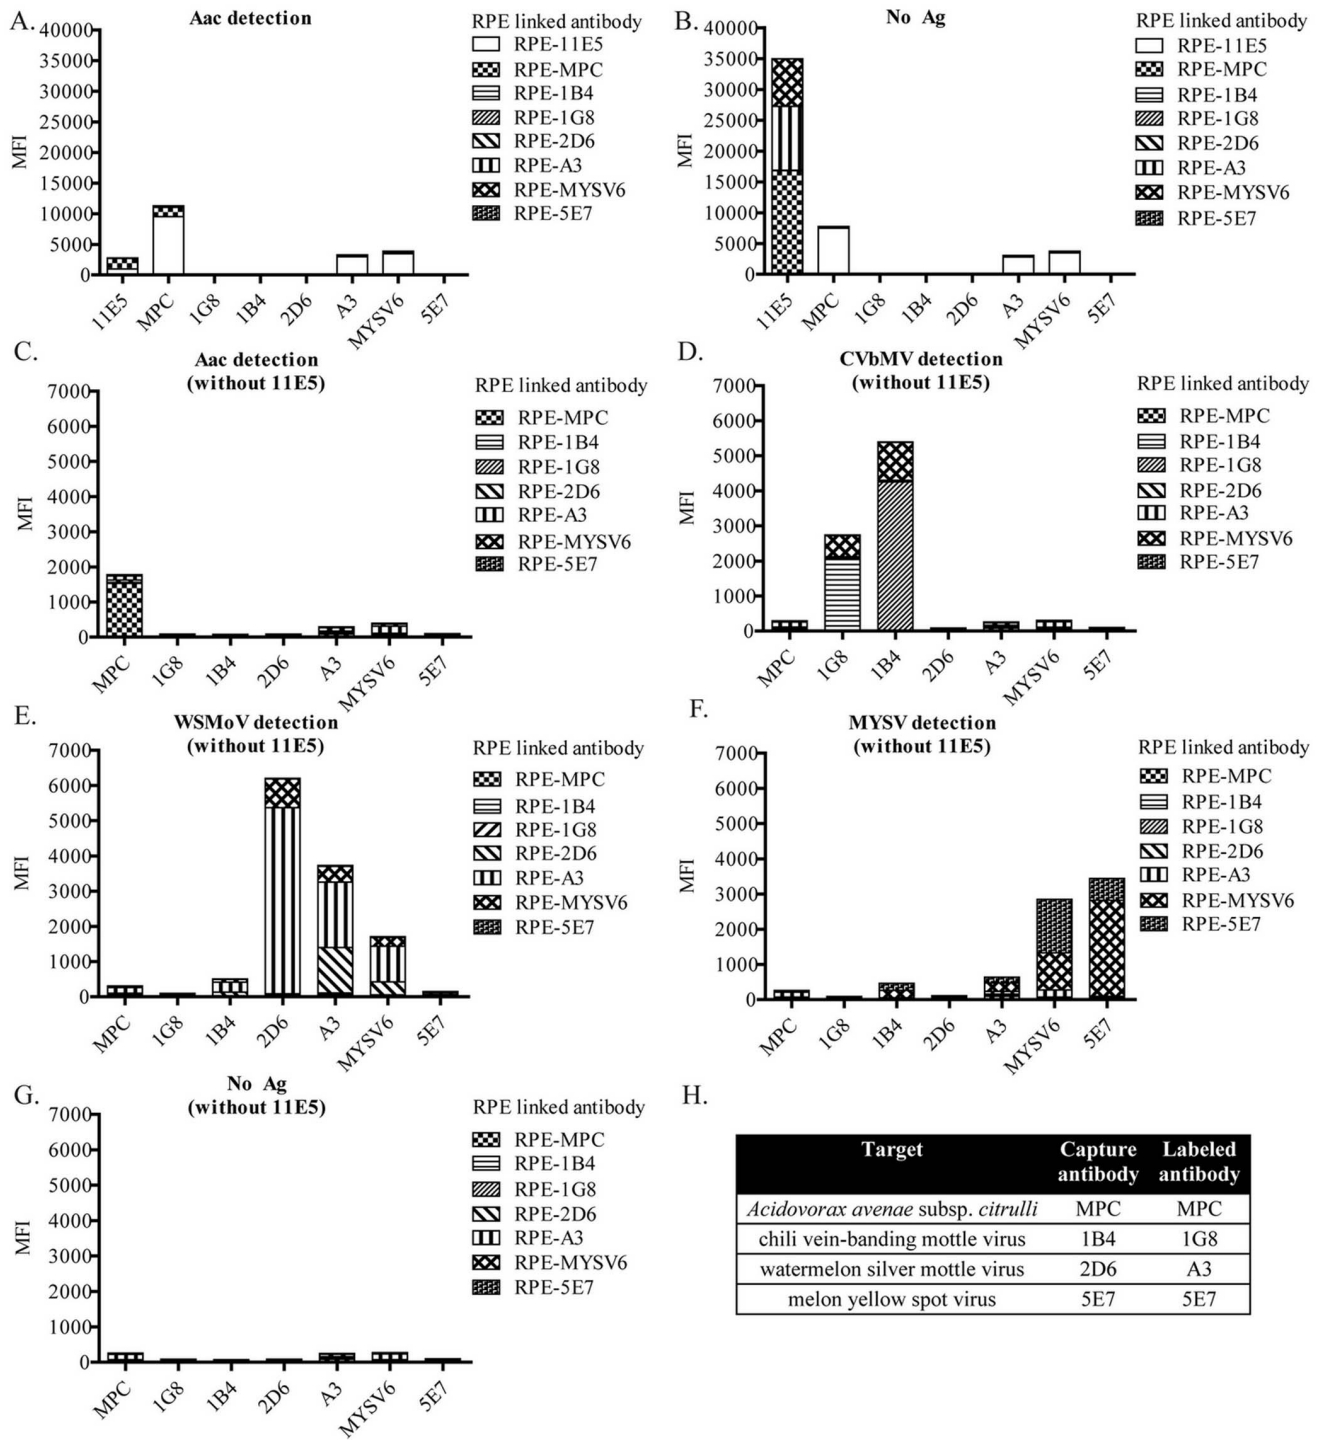 A.
Aac detection
40000
35000
30000
25000
20000
15000
10000
5000
0
MFI
11E5
MPC
1G8
1B4
2D6
A3
MYSV6
5E7
RPE linked antibody
RPE-11E5
RPE-MPC
RPE-1B4
RPE-1G8
RPE-2D6
RPE-A3
RPE-MYSV6
RPE-5E7
B.
No Ag
40000
35000
30000
25000
20000
15000
10000
5000
0
MFI
11E5
MPC
1G8
1B4
2D6
A3
MYSV6
5E7
RPE linked antibody
RPE-11E5
RPE-MPC
RPE-1B4
RPE-1G8
RPE-2D6
RPE-A3
RPE-MYSV6
RPE-5E7
C.
Aac detection
(without 11E5)
7000
6000
5000
4000
3000
2000
1000
0
MFI
MPC
1G8
1B4
2D6
A3
MYSV6
5E7
RPE linked antibody
RPE-MPC
RPE-1B4
RPE-1G8
RPE-2D6
RPE-A3
RPE-MYSV6
RPE-5E7
D.
CVbMV detection
(without 11E5)
7000
6000
5000
4000
3000
2000
1000
0
MFI
MPC
1G8
1B4
2D6
A3
MYSV6
5E7
RPE linked antibody
RPE-MPC
RPE-1B4
RPE-1G8
RPE-2D6
RPE-A3
RPE-MYSV6
RPE-5E7
E.
WSMoV detection
(without 11E5)
7000
6000
5000
4000
3000
2000
1000
0
MFI
MPC
1G8
1B4
2D6
A3
MYSV6
5E7
RPE linked antibody
RPE-MPC
RPE-1B4
RPE-1G8
RPE-2D6
RPE-A3
RPE-MYSV6
RPE-5E7
F.
MYSV detection
(without 11E5)
7000
6000
5000
4000
3000
2000
1000
0
MFI
MPC
1G8
1B4
2D6
A3
MYSV6
5E7
RPE linked antibody
RPE-MPC
RPE-1B4
RPE-1G8
RPE-2D6
RPE-A3
RPE-MYSV6
RPE-5E7
G.
No Ag
(without 11E5)
7000
6000
5000
4000
3000
2000
1000
0
MFI
MPC
1G8
1B4
2D6
A3
MYSV6
5E7
RPE linked antibody
RPE-MPC
RPE-1B4
RPE-1G8
RPE-2D6
RPE-A3
RPE-MYSV6
RPE-5E7
H.
Target Capture Labeled
antibody antibody
Acidovorax avenae subsp. citrulli MPC MPC
chili vein-banding mottle virus 1B4 1G8
watermelon silver mottle virus 2D6 A3
melon yellow spot virus 5E7 5E7